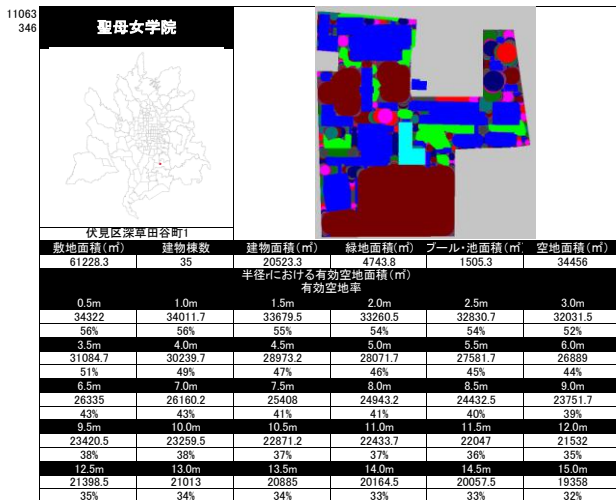 11063
346
聖母女学院
伏見区深草田谷町1
敷地面積(㎡) 建物棟数 建物面積(㎡) 緑地面積(㎡) プール・池面積(㎡) 空地面積(㎡)
61228.3 35 20523.3 4743.8 1505.3 34456
半径rにおける有効空地面積(㎡)
有効空地率
0.5m 1.0m 1.5m 2.0m 2.5m 3.0m
34322 34011.7 33679.5 33260.5 32830.7 32031.5
56% 56% 55% 54% 54% 52%
3.5m 4.0m 4.5m 5.0m 5.5m 6.0m
31084.7 30239.7 28973.2 28071.7 27581.7 26889
51% 49% 47% 46% 45% 44%
6.5m 7.0m 7.5m 8.0m 8.5m 9.0m
26335 26160.2 25408 24943.2 24432.5 23751.7
43% 43% 41% 41% 40% 39%
9.5m 10.0m 10.5m 11.0m 11.5m 12.0m
23420.5 23259.5 22871.2 22433.7 22047 21532
38% 38% 37% 37% 36% 35%
12.5m 13.0m 13.5m 14.0m 14.5m 15.0m
21398.5 21013 20885 20164.5 20057.5 19358
35% 34% 34% 33% 33% 32%